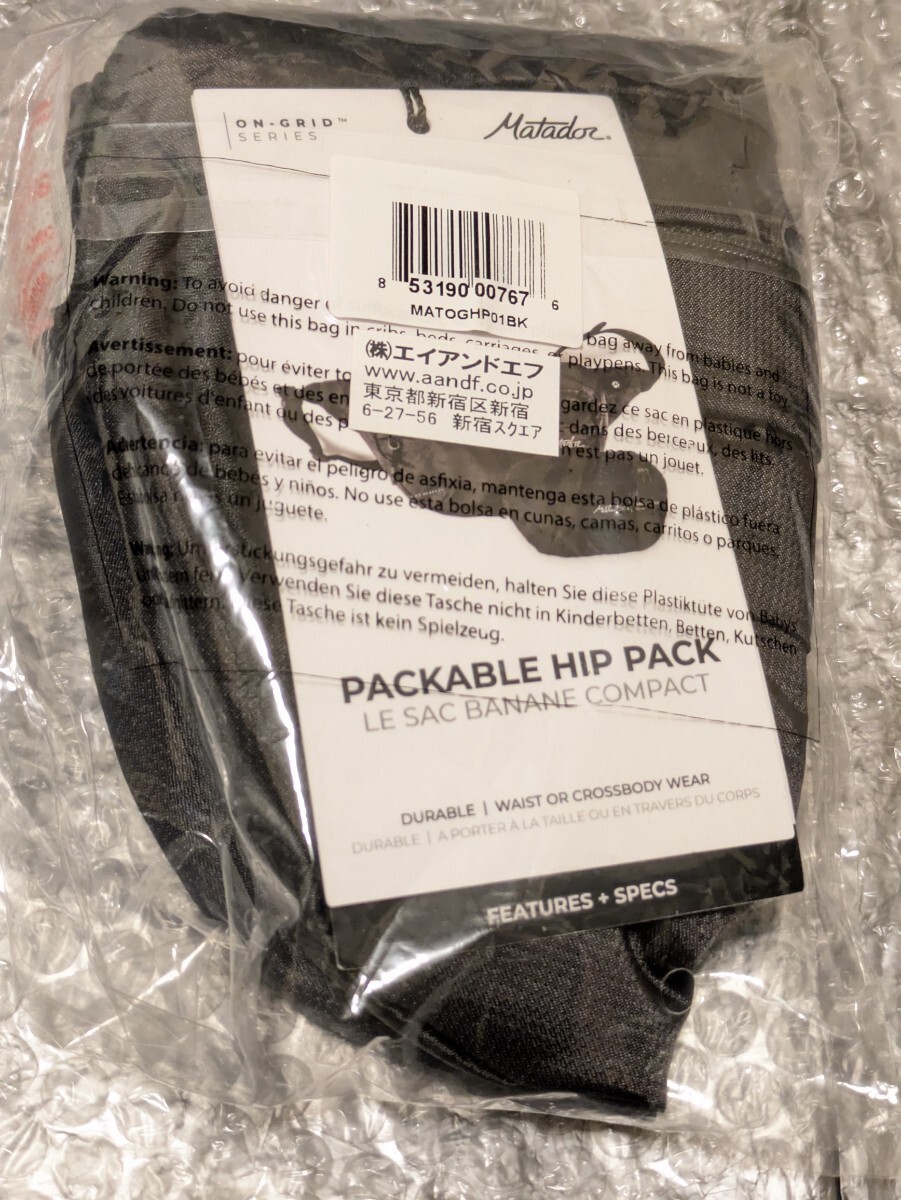 ON-GRID™
SERIES
Matador®
8 53190 00767 6
MATOGHP01BK
(株)エイアンドエフ
www.aandf.co.jp
東京都新宿区新宿
6-27-56 新宿スクエア
Warning: To avoid danger bag away from babies and
children. Do not use this bag in cribs, beds, carriages, playpens. This bag is not a toy
Avertissement: pour éviter gardez ce sac en plastique hors
de portée des bébés et des dans des berceaux, des lits,
des voitures d'enfant ou des n'est pas un jouet.
Advertencia: para evitar el peligro de asfixia, mantenga esta bolsa de plástico fuera
de bebés y niños. No use esta bolsa en cunas, camas, carritos o parques.
un juguete.
Um zu vermeiden, halten Sie diese Plastiktüte von Babys
Verwenden Sie diese Tasche nicht in Kinderbetten, Betten, Kutschen
Tasche ist kein Spielzeug.
PACKABLE HIP PACK
LE SAC BANANE COMPACT
DURABLE | WAIST OR CROSSBODY WEAR
DURABLE | A PORTER À LA TAILLE OU EN TRAVERS DU CORPS
FEATURES + SPECS